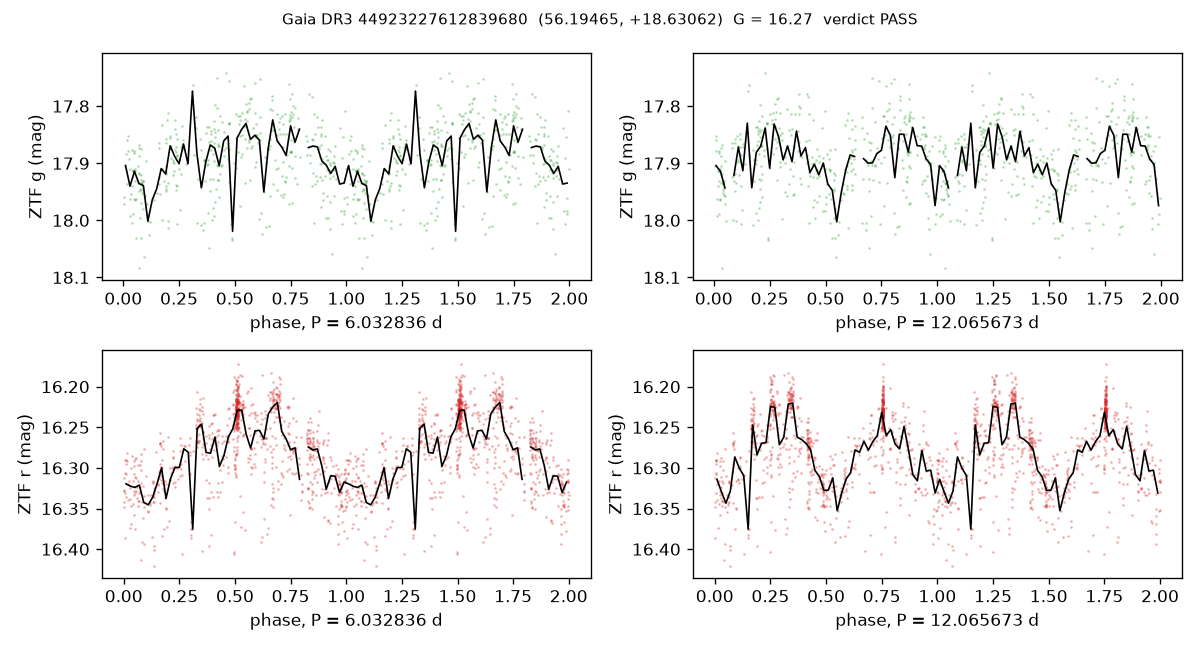 Gaia DR3 44923227612839680  (56.19465, +18.63062)  G = 16.27  verdict PASS
ZTF g (mag)
17.8
17.9
18.0
18.1
0.00 0.25 0.50 0.75 1.00 1.25 1.50 1.75 2.00
phase, P = 6.032836 d
ZTF g (mag)
17.8
17.9
18.0
18.1
0.00 0.25 0.50 0.75 1.00 1.25 1.50 1.75 2.00
phase, P = 12.065673 d
ZTF r (mag)
16.20
16.25
16.30
16.35
16.40
0.00 0.25 0.50 0.75 1.00 1.25 1.50 1.75 2.00
phase, P = 6.032836 d
ZTF r (mag)
16.20
16.25
16.30
16.35
16.40
0.00 0.25 0.50 0.75 1.00 1.25 1.50 1.75 2.00
phase, P = 12.065673 d